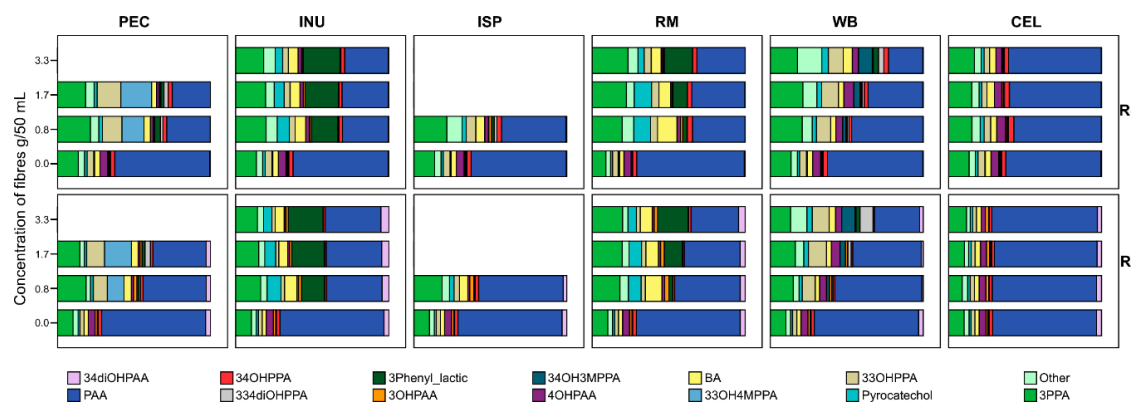 PEC INU ISP RM WB CEL
Concentration of fibres g/50 mL
3.3
1.7
0.8
0.0
R
3.3
1.7
0.8
0.0
R
34diOHPAA 34OHPPA 3Phenyl_lactic 34OH3MPPA BA 33OHPPA Other
PAA 334diOHPPA 3OHPAA 4OHPAA 33OH4MPPA Pyrocatechol 3PPA